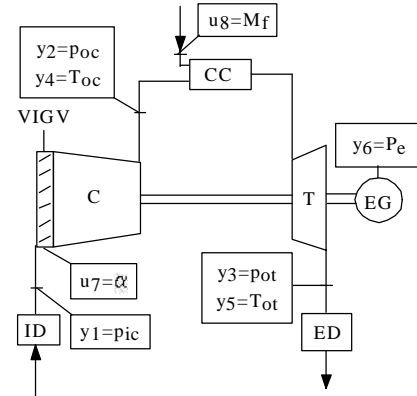 u8=Mf
y2=poc
y4=Toc
CC
VIGV
y6=Pe
C
T
EG
u7=α
y3=pot
y5=Tot
ID
y1=pic
ED